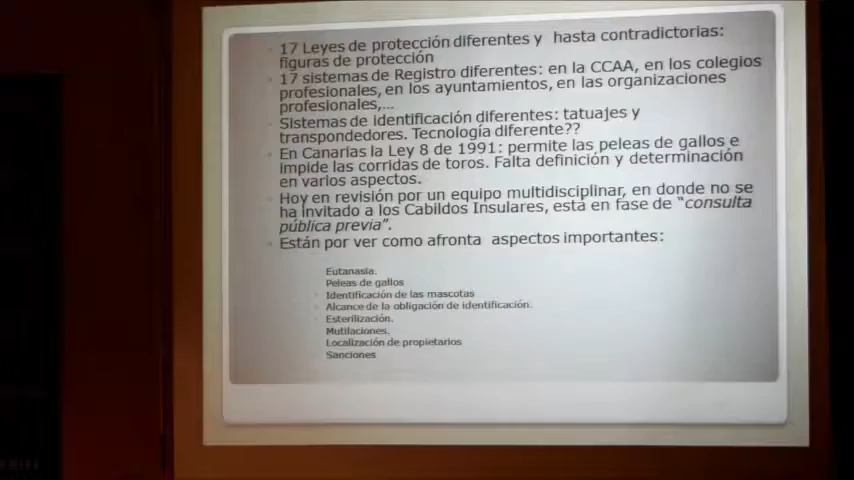 17 Leyes de protección diferentes y hasta contradictorias:
figuras de protección
17 sistemas de Registro diferentes: en la CCAA, en los colegios
profesionales, en los ayuntamientos, en las organizaciones
profesionales,...
Sistemas de identificación diferentes: tatuajes y
transpondedores. Tecnología diferente??
En Canarias la Ley 8 de 1991: permite las peleas de gallos e
impide las corridas de toros. Falta definición y determinación
en varios aspectos.
Hoy en revisión por un equipo multidisciplinar, en donde no se
ha invitado a los Cabildos Insulares, esta en fase de "consulta
pública previa".
Están por ver como afronta aspectos importantes:
Eutanasia.
Peleas de gallos
Identificación de las mascotas
Alcance de la obligación de identificación.
Esterilización.
Mutilaciones.
Localización de propietarios
Sanciones